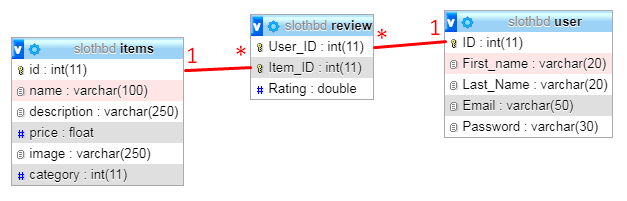 slothbd items
id : int(11)
name : varchar(100)
description : varchar(250)
price : float
image : varchar(250)
category : int(11)
1
*
slothbd review
User_ID : int(11)
Item_ID : int(11)
Rating : double
*
1
slothbd user
ID : int(11)
First_name : varchar(20)
Last_Name : varchar(20)
Email : varchar(50)
Password : varchar(30)